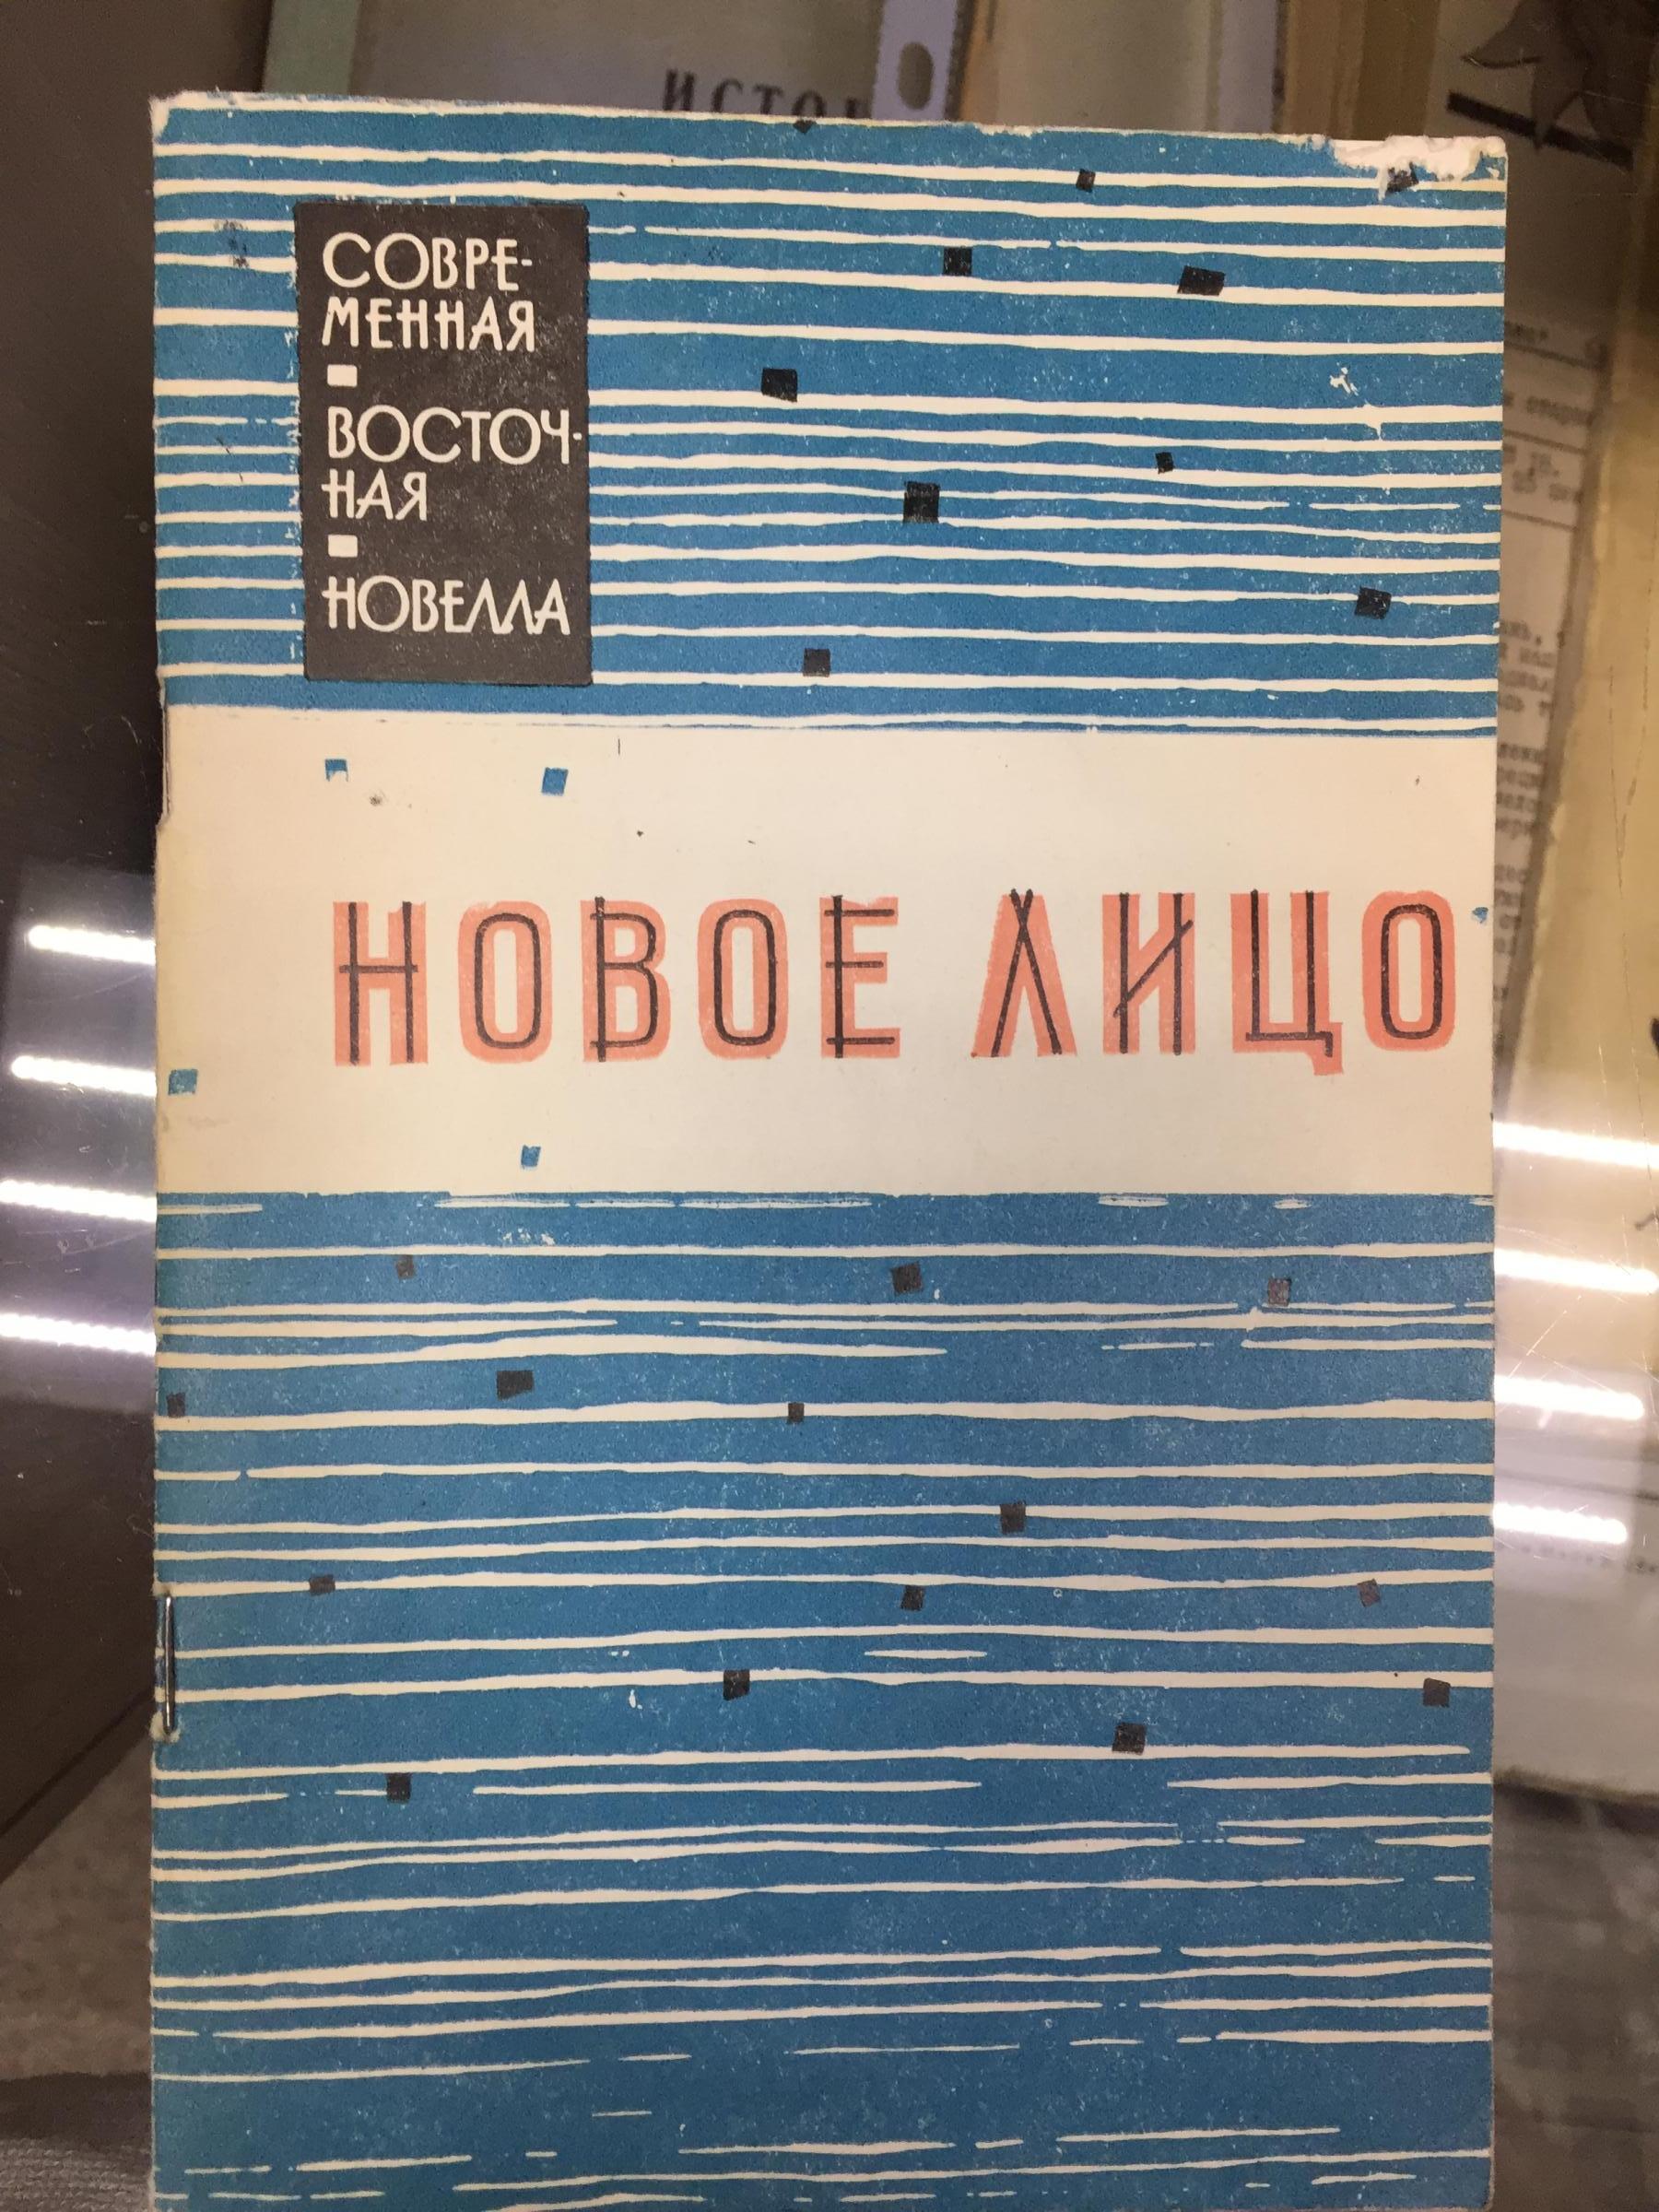 СОВРЕ-
МЕННАЯ
ВОСТОЧ-
НАЯ
НОВЕЛЛА
НОВОЕ ЛИЦО